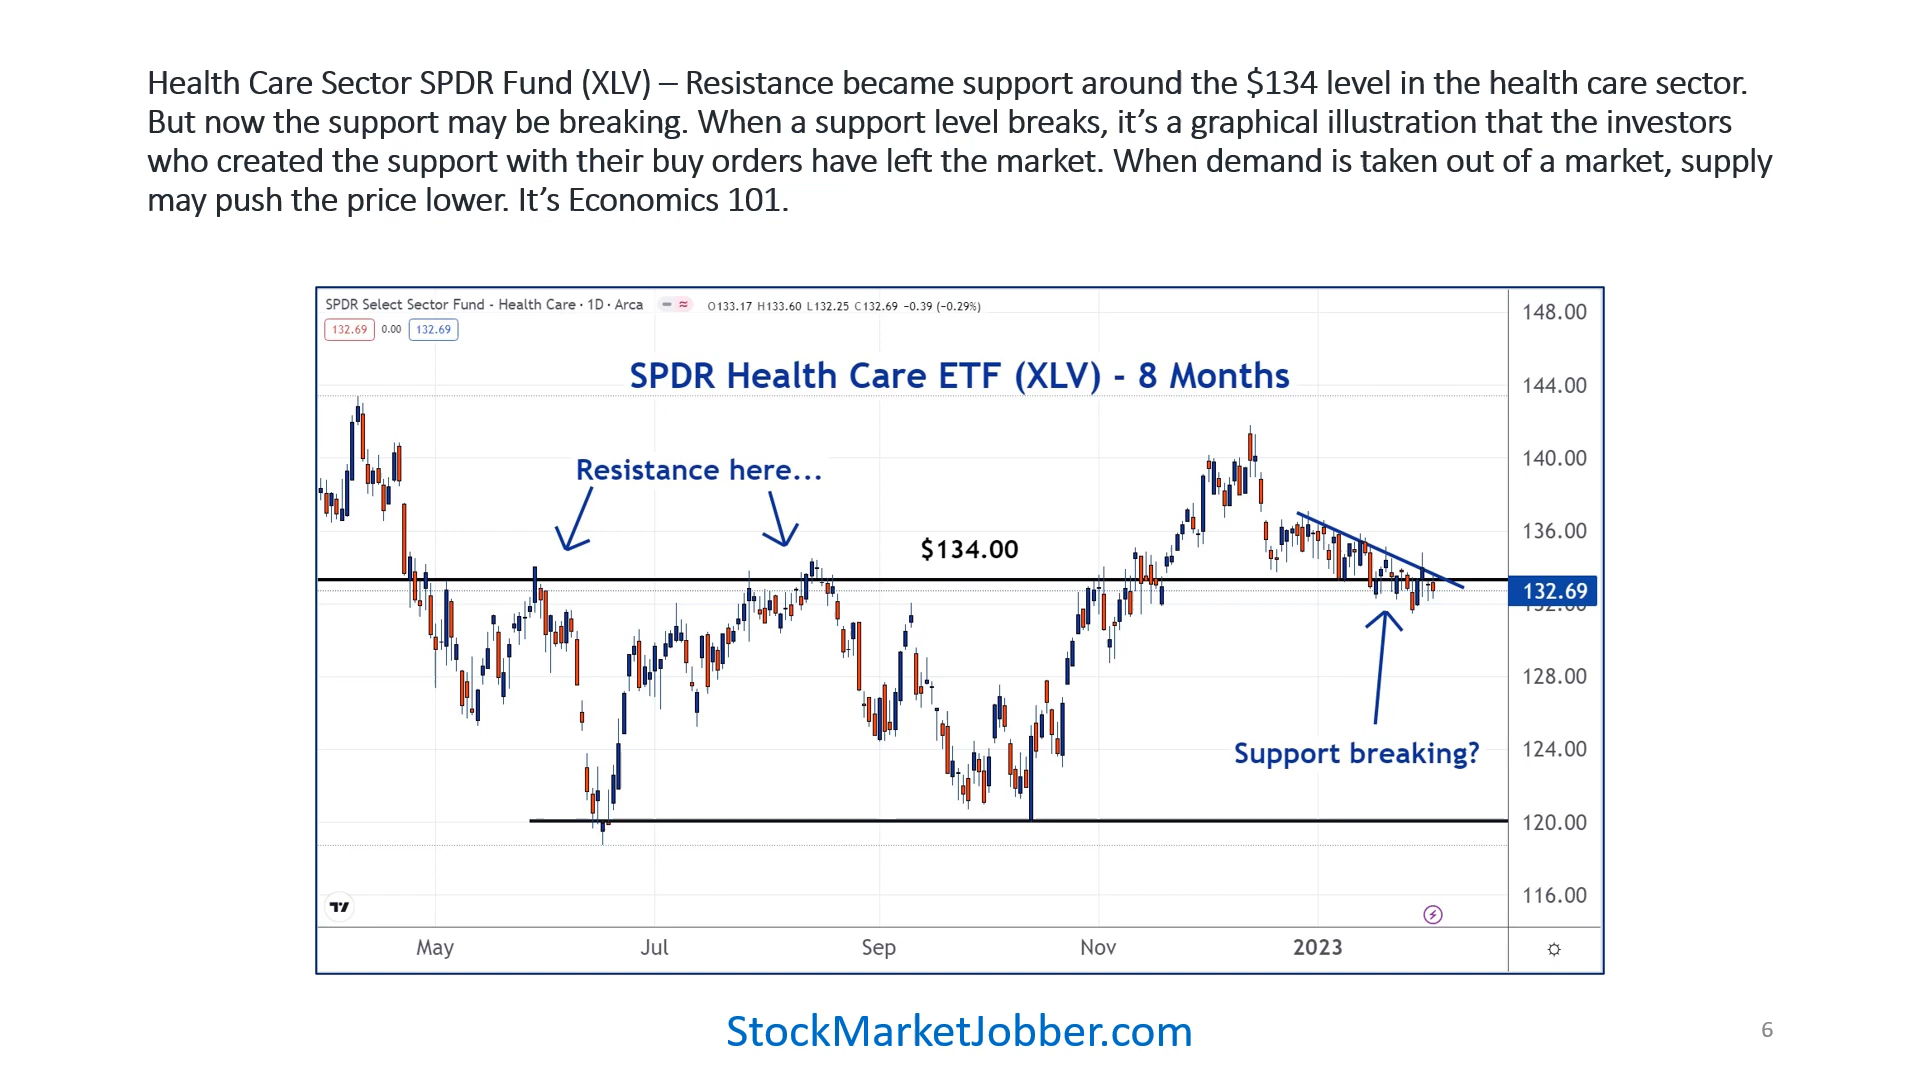 Health Care Sector SPDR Fund (XLV) – Resistance became support around the $134 level in the health care sector.
But now the support may be breaking. When a support level breaks, it’s a graphical illustration that the investors
who created the support with their buy orders have left the market. When demand is taken out of a market, supply
may push the price lower. It’s Economics 101.
SPDR Select Sector Fund - Health Care · 1D · Arca O133.17 H133.60 L132.25 C132.69 −0.39 (−0.29%)
132.69 0.00 132.69
SPDR Health Care ETF (XLV) - 8 Months
Resistance here...
$134.00
Support breaking?
148.00
144.00
140.00
136.00
132.69
132.00
128.00
124.00
120.00
116.00
May Jul Sep Nov 2023
StockMarketJobber.com
6